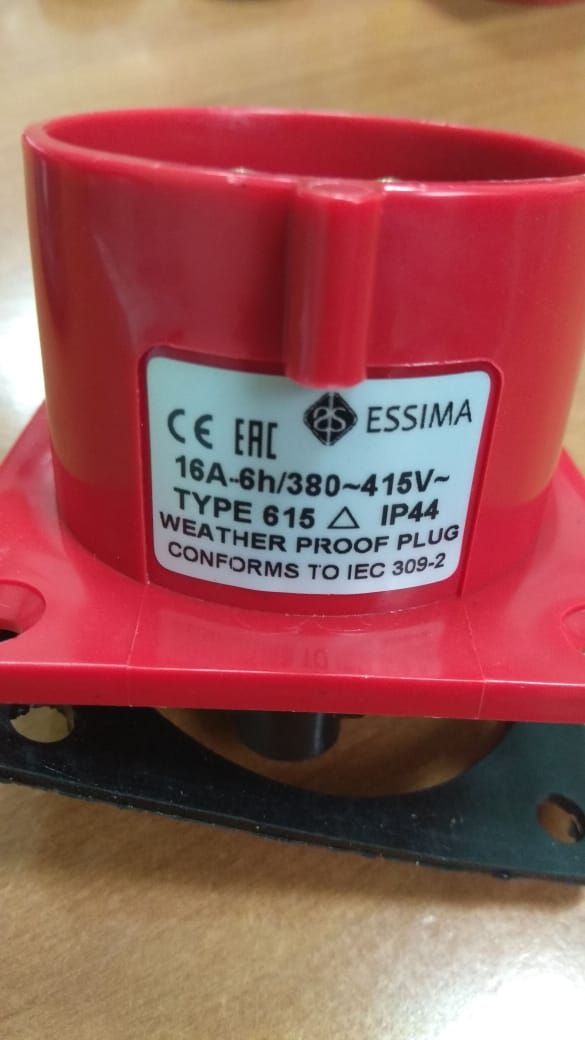 CE EAC ESSIMA
16A-6h/380~415V~
TYPE 615 △ IP44
WEATHER PROOF PLUG
CONFORMS TO IEC 309-2